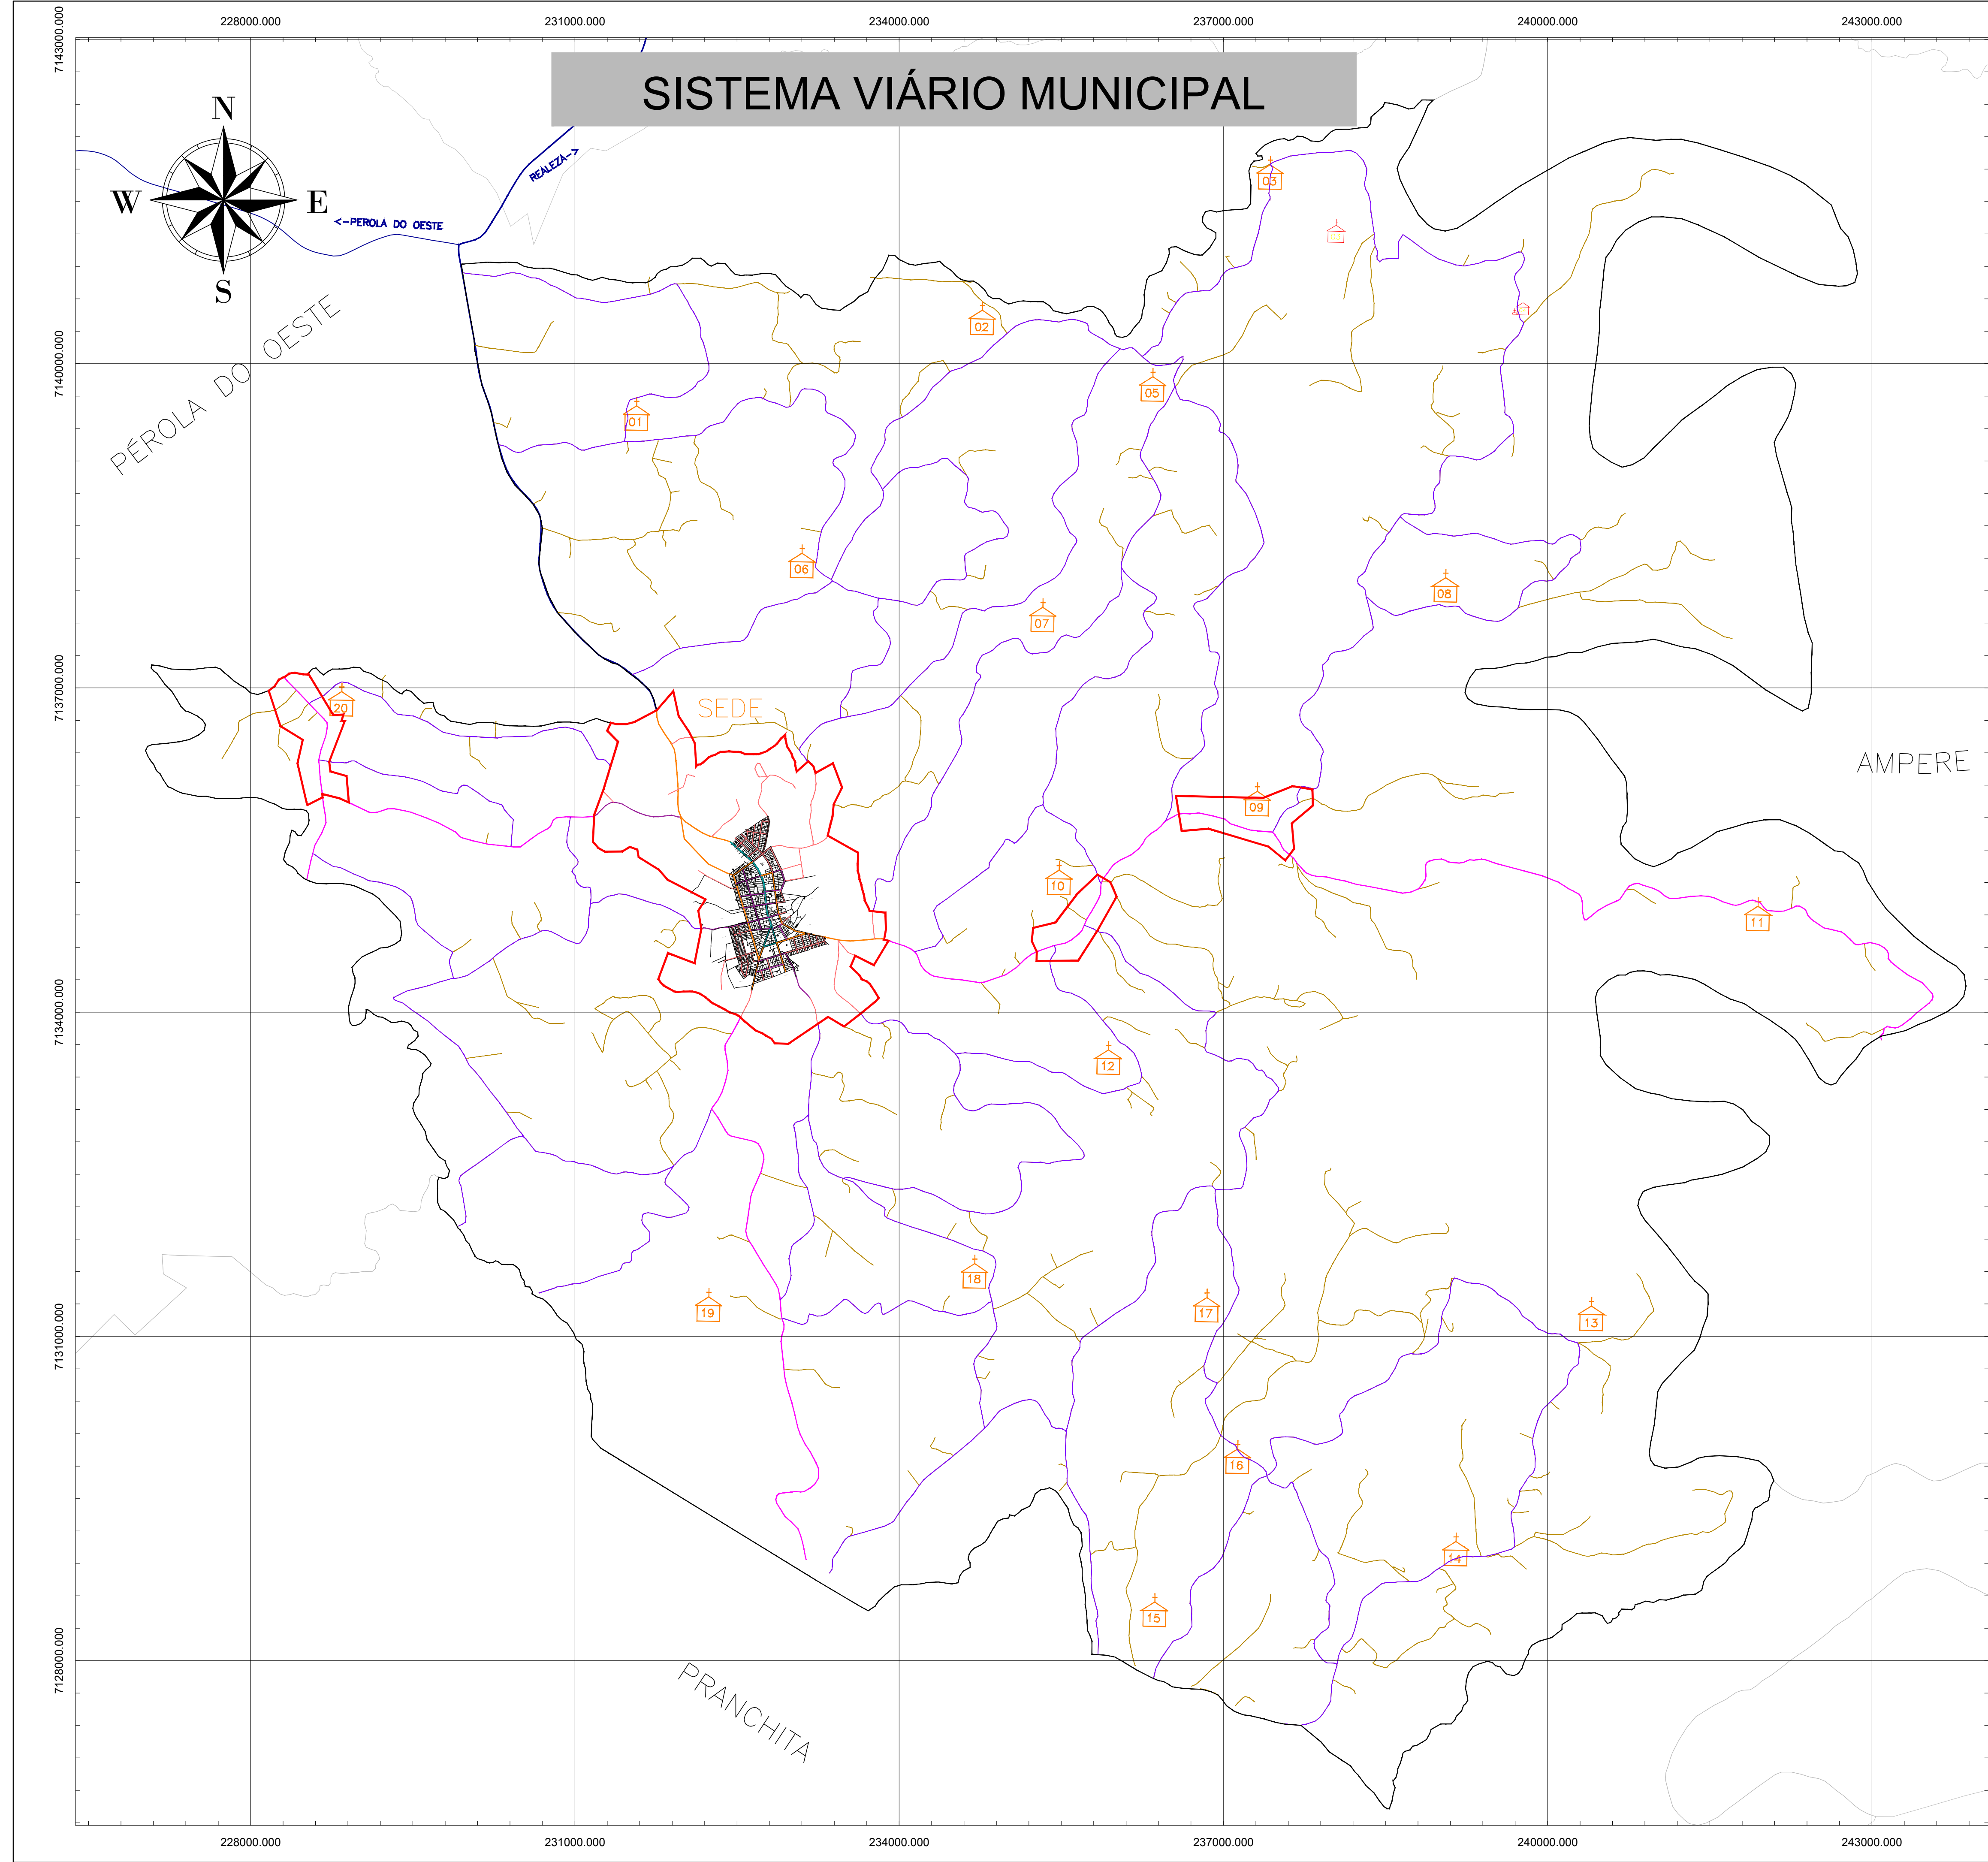 228000.000 231000.000 234000.000 237000.000 240000.000 243000.000
7143000.000
SISTEMA VIÁRIO MUNICIPAL
N
W E
S
REALEZA->
<-PEROLA DO OESTE
PÉROLA DO OESTE
03
02
7140000.000
05
01
06
08
07
7137000.000
20
SEDE
AMPERE
09
10
11
7134000.000
12
18
19
17
13
7131000.000
16
14
15
7128000.000
PRANCHITA
228000.000 231000.000 234000.000 237000.000 240000.000 243000.000